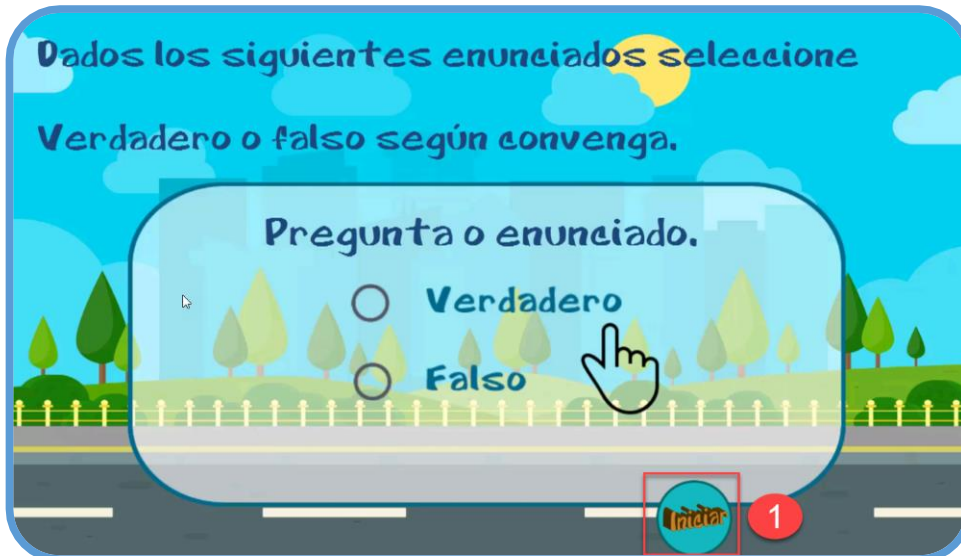 Dados los siguientes enunciados seleccione
Verdadero o falso según convenga.
Pregunta o enunciado.
Verdadero
Falso
Iniciar
1